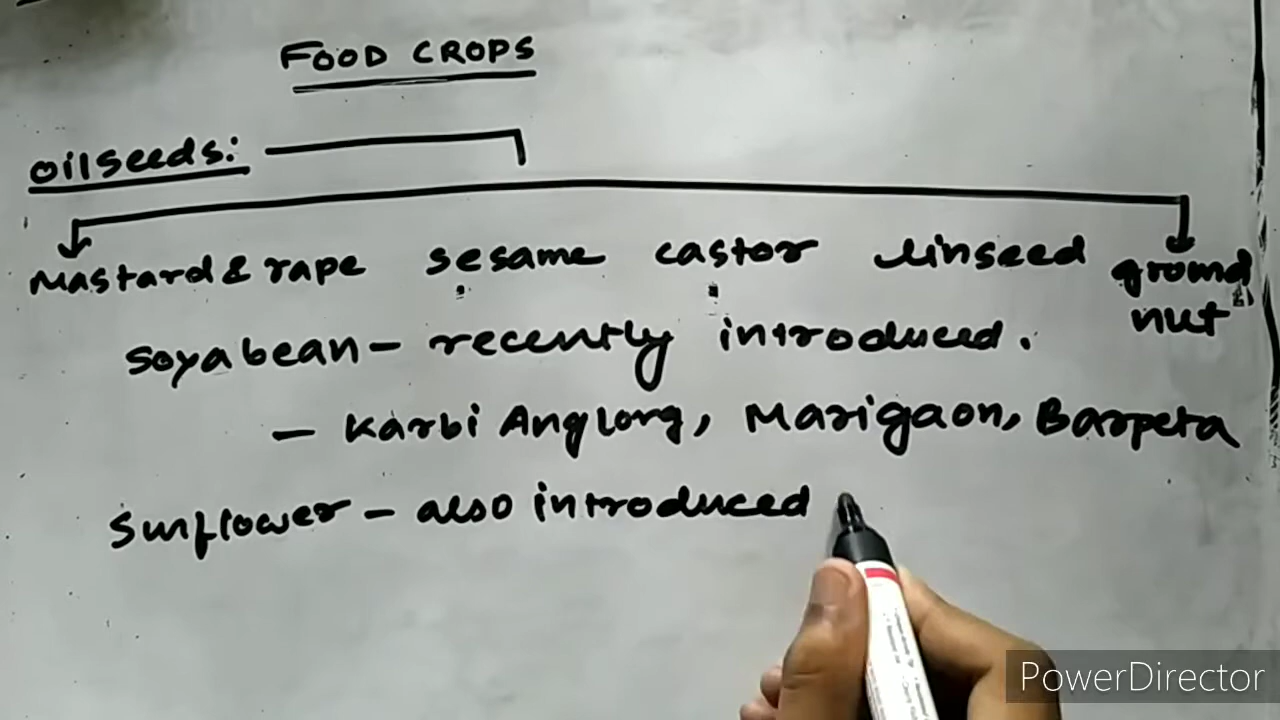 FOOD CROPS
oilseeds:
Mastard & rape sesame castor linseed ground
nut
soyabean - recently introduced.
- Karbi Anglong, Marigaon, Barpeta
sunflower - also introduced
PowerDirector